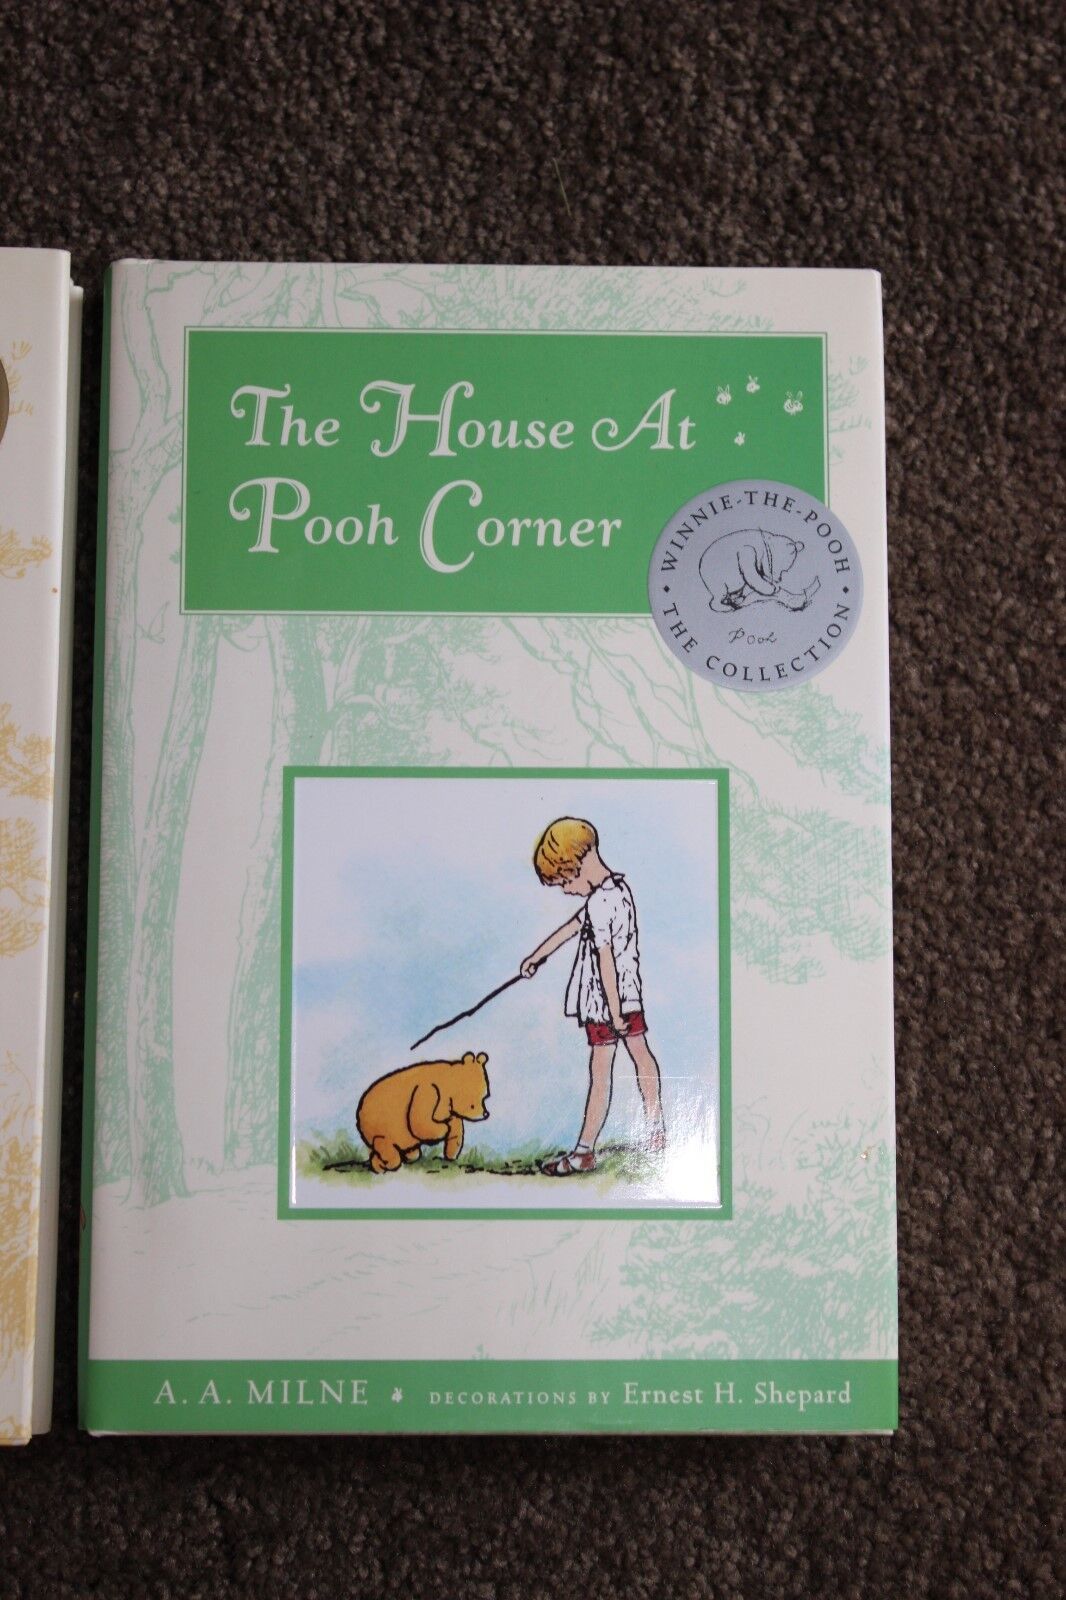 The House At
Pooh Corner
• WINNIE-THE-POOH •
THE COLLECTION
Pooh
A. A. MILNE
DECORATIONS BY Ernest H. Shepard